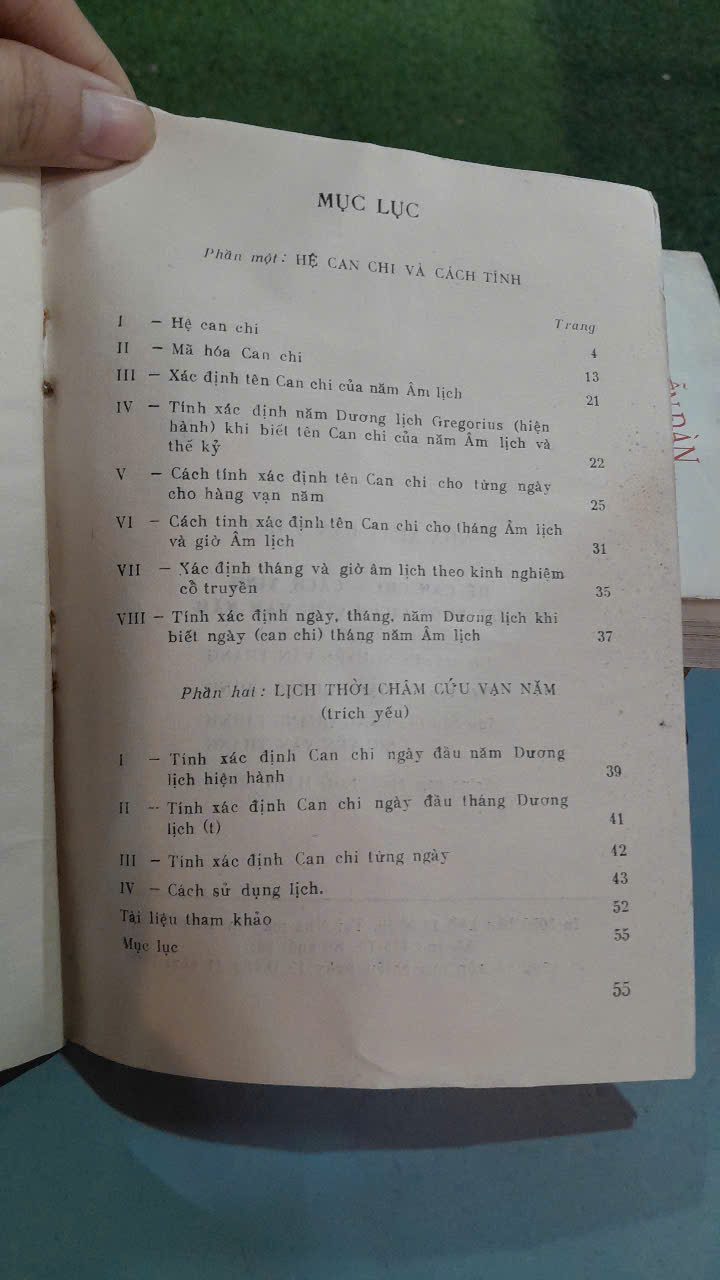 MỤC LỤC
Phần một: HỆ CAN CHI VÀ CÁCH TÍNH
Trang
I — Hệ can chi 4
II — Mã hóa Can chi 13
III — Xác định tên Can chi của năm Âm lịch 21
IV — Tính xác định năm Dương lịch Gregorius (hiện
hành) khi biết tên Can chi của năm Âm lịch và
thế kỷ 22
V — Cách tính xác định tên Can chi cho từng ngày
cho hàng vạn năm 25
VI — Cách tính xác định tên Can chi cho tháng Âm lịch
và giờ Âm lịch 31
VII — Xác định tháng và giờ âm lịch theo kinh nghiệm
cổ truyền 35
VIII — Tính xác định ngày, tháng, năm Dương lịch khi
biết ngày (can chi) tháng năm Âm lịch 37
Phần hai: LỊCH THỜI CHÂM CỨU VẠN NĂM
(trích yếu)
I — Tính xác định Can chi ngày đầu năm Dương
lịch hiện hành 39
II — Tính xác định Can chi ngày đầu tháng Dương
lịch (t) 41
III — Tính xác định Can chi từng ngày 42
IV — Cách sử dụng lịch. 43
Tài liệu tham khảo 52
Mục lục 55
55
ÂN DÂN